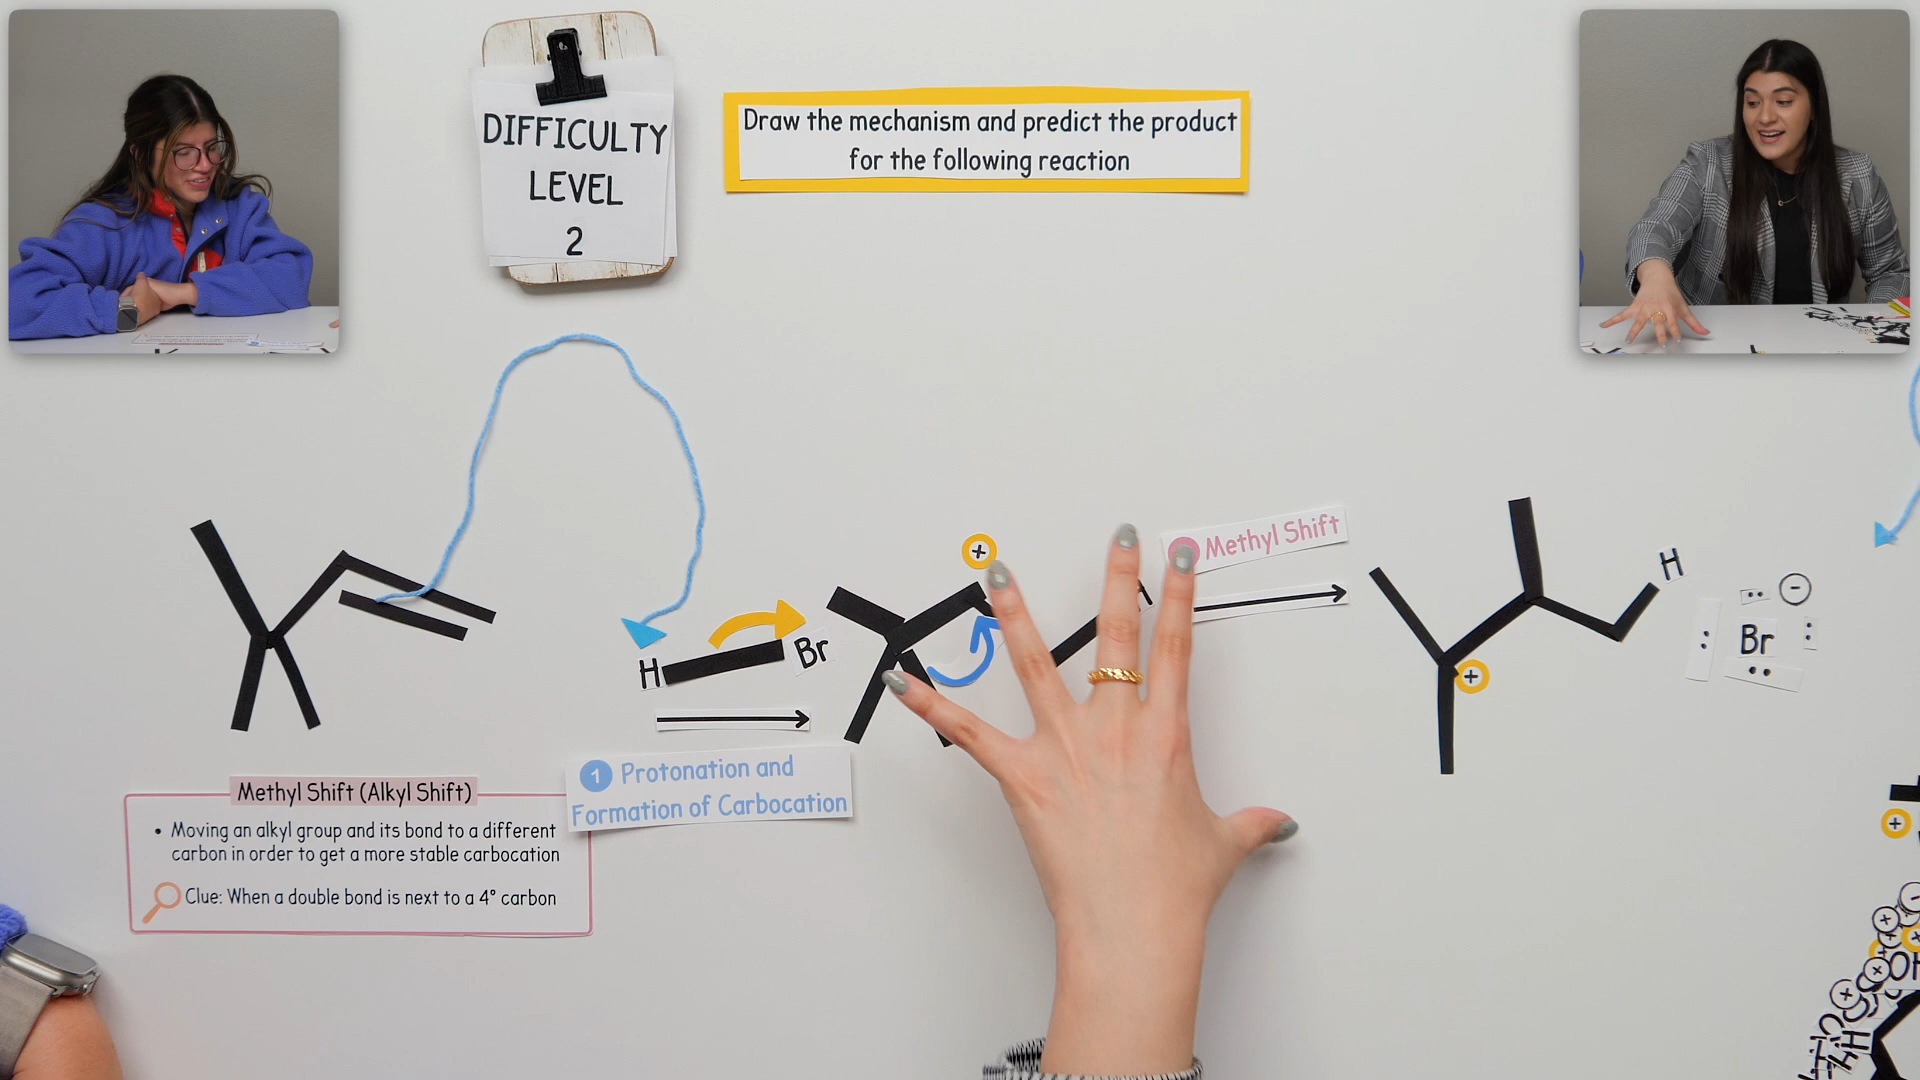 DIFFICULTY
LEVEL
2
Draw the mechanism and predict the product
for the following reaction
H
Br
1 Protonation and
Formation of Carbocation
+
H
Methyl Shift
H
+
Br
-
Methyl Shift (Alkyl Shift)
• Moving an alkyl group and its bond to a different
carbon in order to get a more stable carbocation
Clue: When a double bond is next to a 4° carbon
+
OH
H